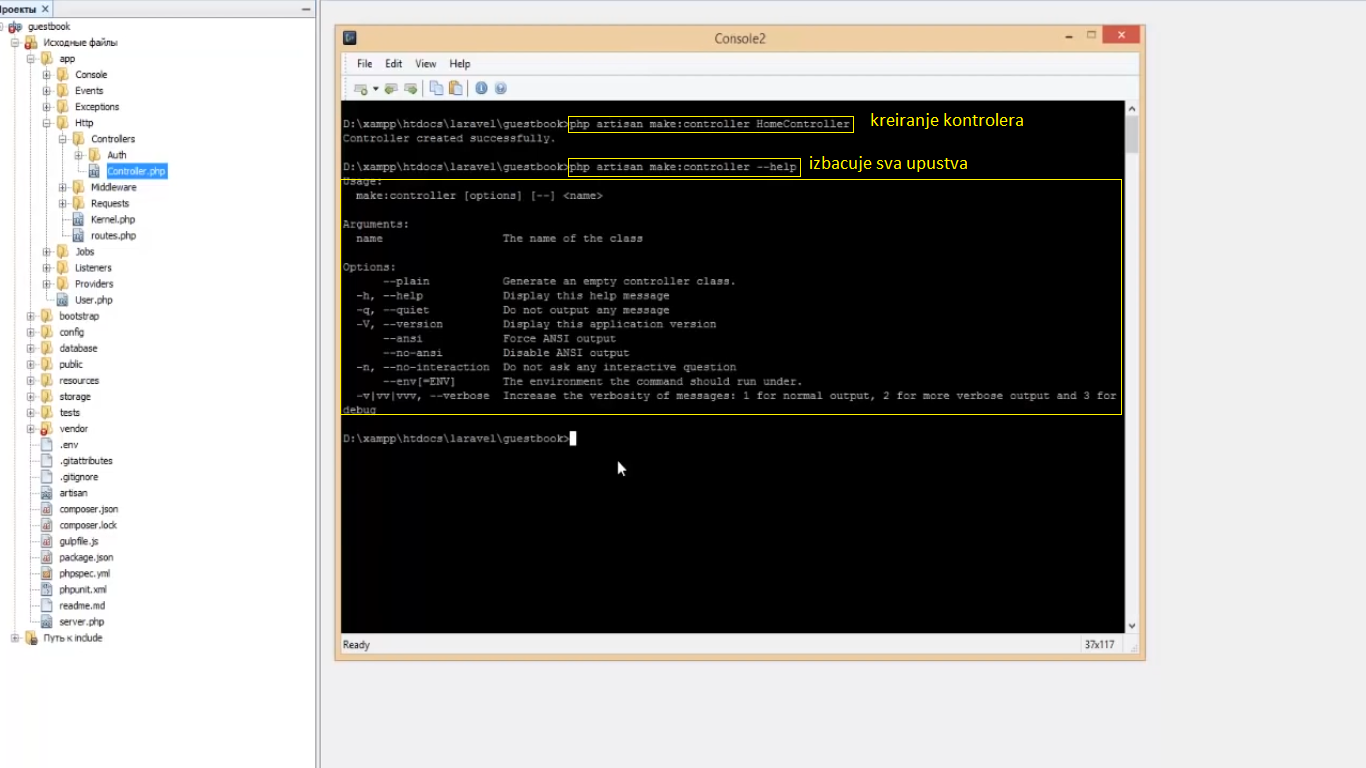 Проекты
guestbook
Исходные файлы
app
Console
Events
Exceptions
Http
Controllers
Auth
Controller.php
Middleware
Requests
Kernel.php
routes.php
Jobs
Listeners
Providers
User.php
bootstrap
config
database
public
resources
storage
tests
vendor
.env
.gitattributes
.gitignore
artisan
composer.json
composer.lock
gulpfile.js
package.json
phpspec.yml
phpunit.xml
readme.md
server.php
Путь к include
Console2
File Edit View Help
D:\xampp\htdocs\laravel\guestbook>php artisan make:controller HomeController kreiranje kontrolera
Controller created successfully.
D:\xampp\htdocs\laravel\guestbook>php artisan make:controller --help izbacuje sva upustva
Usage:
make:controller [options] [--] <name>
Arguments:
name The name of the class
Options:
--plain Generate an empty controller class.
-h, --help Display this help message
-q, --quiet Do not output any message
-V, --version Display this application version
--ansi Force ANSI output
--no-ansi Disable ANSI output
-n, --no-interaction Do not ask any interactive question
--env[=ENV] The environment the command should run under.
-v|vv|vvv, --verbose Increase the verbosity of messages: 1 for normal output, 2 for more verbose output and 3 for
debug
D:\xampp\htdocs\laravel\guestbook>
Ready 37x117